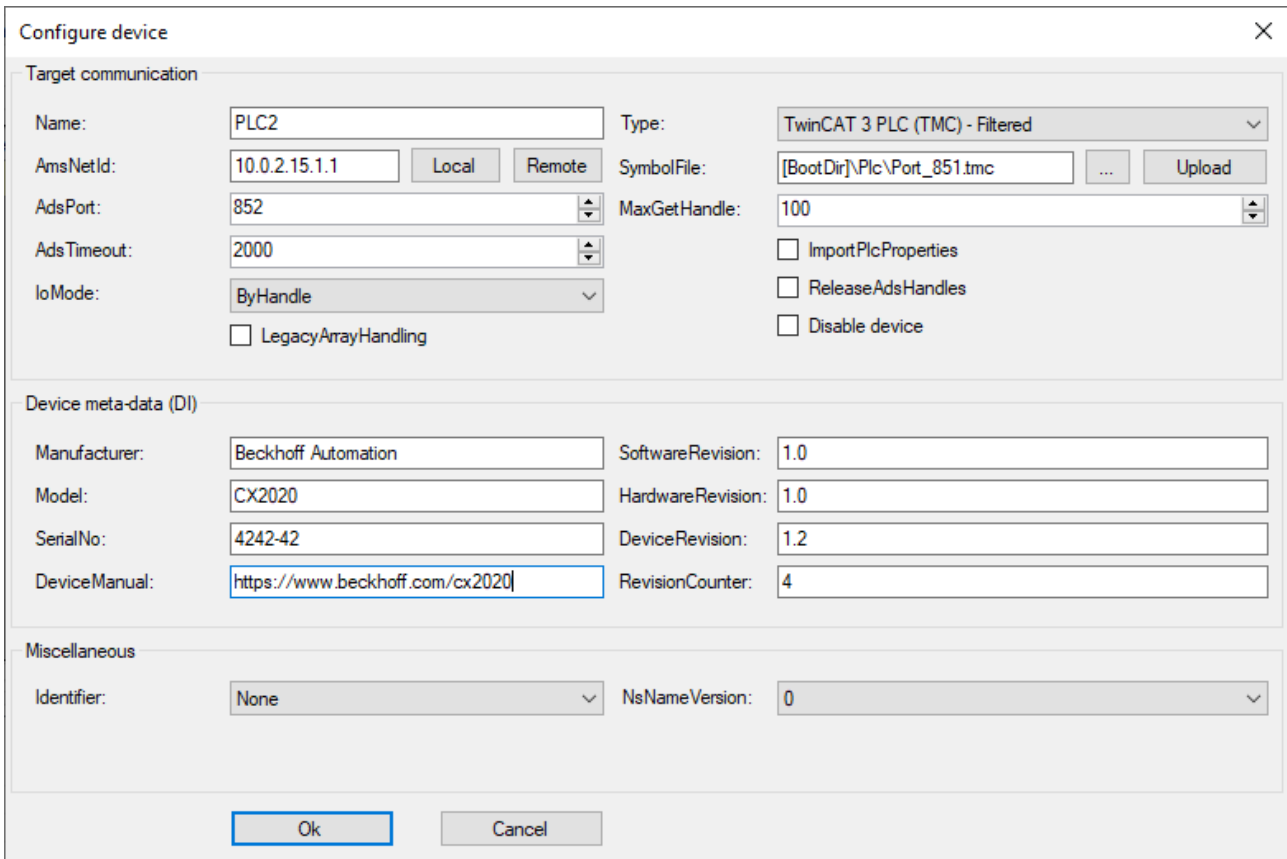 Configure device
Target communication
Name: PLC2 Type: TwinCAT 3 PLC (TMC) - Filtered
AmsNetId: 10.0.2.15.1.1 Local Remote SymbolFile: [BootDir]\Plc\Port_851.tmc ... Upload
AdsPort: 852 MaxGetHandle: 100
AdsTimeout: 2000 ImportPlcProperties
IoMode: ByHandle ReleaseAdsHandles
LegacyArrayHandling Disable device
Device meta-data (DI)
Manufacturer: Beckhoff Automation SoftwareRevision: 1.0
Model: CX2020 HardwareRevision: 1.0
SerialNo: 4242-42 DeviceRevision: 1.2
DeviceManual: https://www.beckhoff.com/cx2020 RevisionCounter: 4
Miscellaneous
Identifier: None NsNameVersion: 0
Ok Cancel